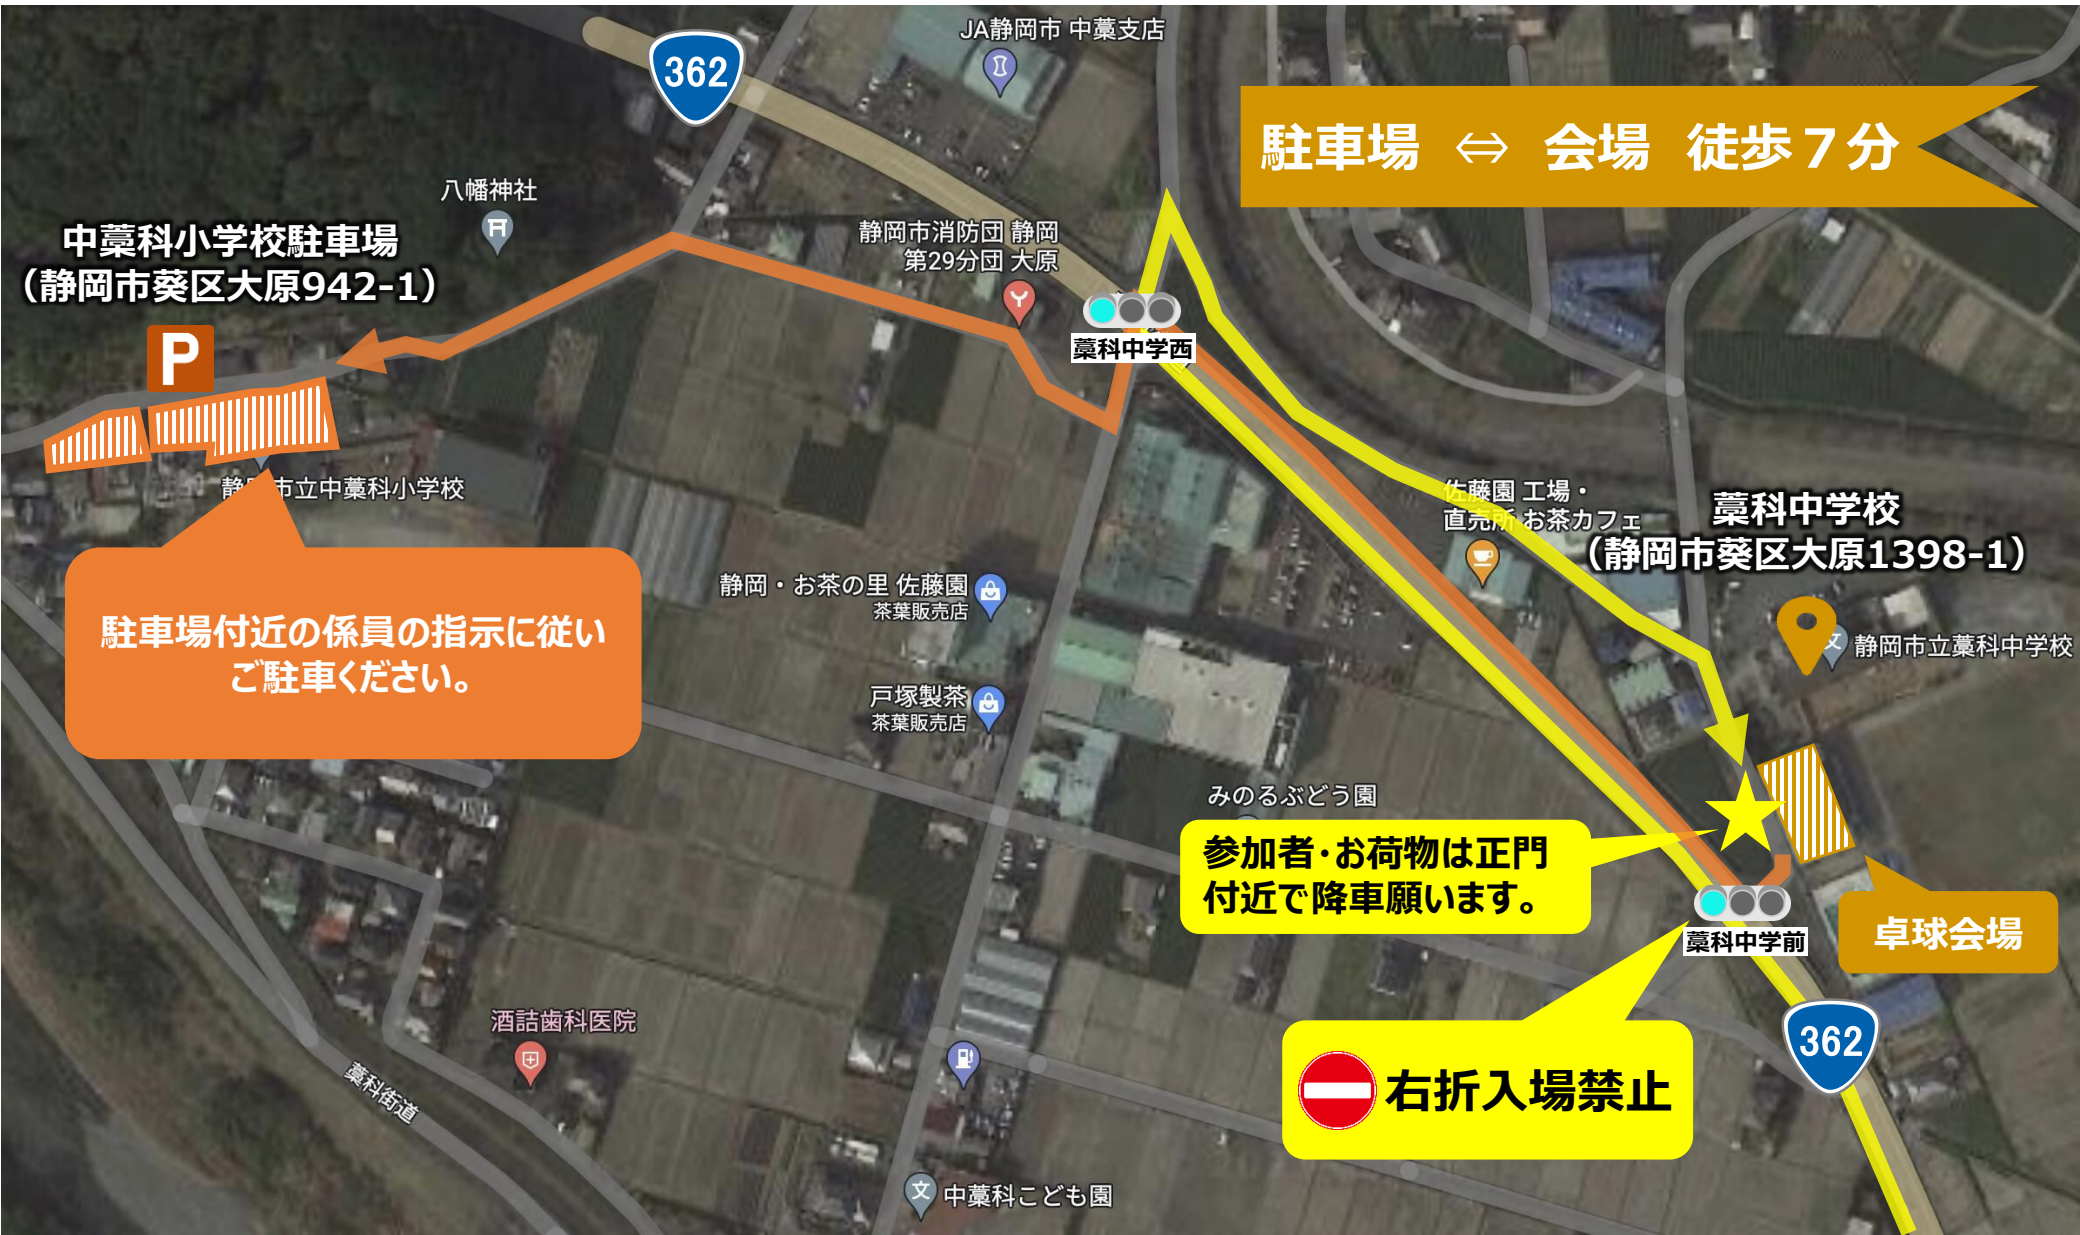 JA静岡市 中藁支店
362
駐車場 ⇔ 会場 徒歩7分
八幡神社
中藁科小学校駐車場
（静岡市葵区大原942-1）
静岡市消防団 静岡
第29分団 大原
藁科中学西
P
静 市立中藁科小学校
佐藤園 工場・
直売所 お茶カフェ
藁科中学校
（静岡市葵区大原1398-1）
静岡・お茶の里 佐藤園
茶葉販売店
駐車場付近の係員の指示に従い
ご駐車ください。
文 静岡市立藁科中学校
戸塚製茶
茶葉販売店
みのるぶどう園
参加者・お荷物は正門
付近で降車願います。
藁科中学前
卓球会場
酒詰歯科医院
362
藁科街道
右折入場禁止
文 中藁科こども園